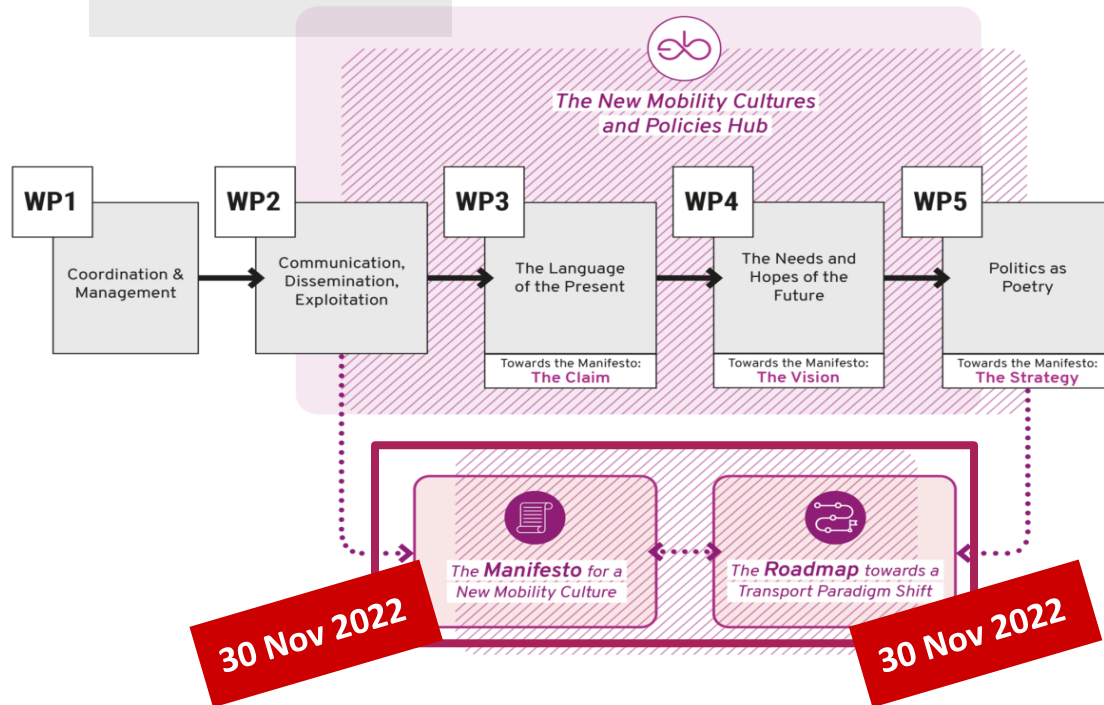 The New Mobility Cultures
and Policies Hub
WP1
Coordination &
Management
WP2
Communication,
Dissemination,
Exploitation
WP3
The Language
of the Present
Towards the Manifesto:
The Claim
WP4
The Needs and
Hopes of the
Future
Towards the Manifesto:
The Vision
WP5
Politics as
Poetry
Towards the Manifesto:
The Strategy
The Manifesto for a
New Mobility Culture
The Roadmap towards a
Transport Paradigm Shift
30 Nov 2022
30 Nov 2022